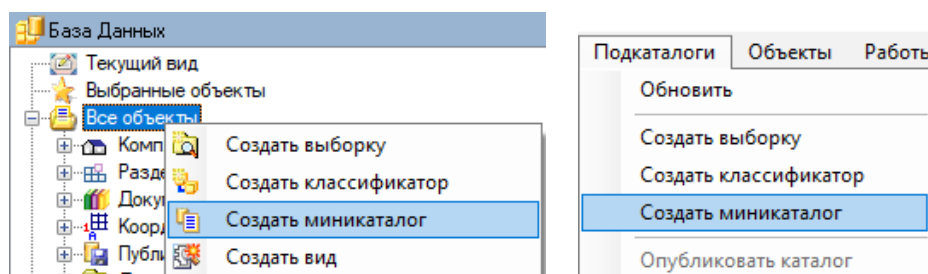 База Данных
Текущий вид
Выбранные объекты
Все объекты
Создать выборку
Создать классификатор
Создать миникаталог
Создать вид
Подкаталоги Объекты
Обновить
Создать выборку
Создать классификатор
Создать миникаталог
Опубликовать каталог